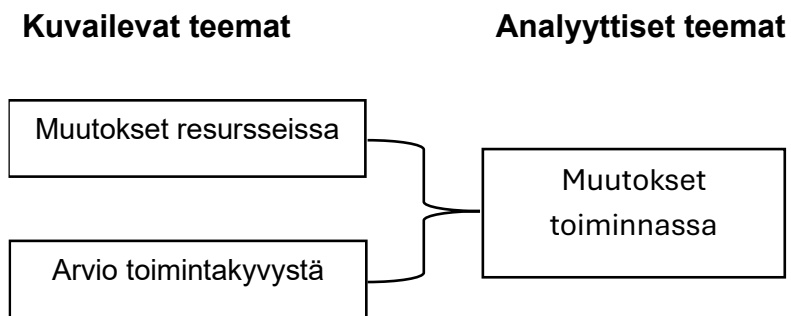 Kuvailevat teemat
Analyyttiset teemat
Muutokset resursseissa
Arvio toimintakyvystä
Muutokset
toiminnassa